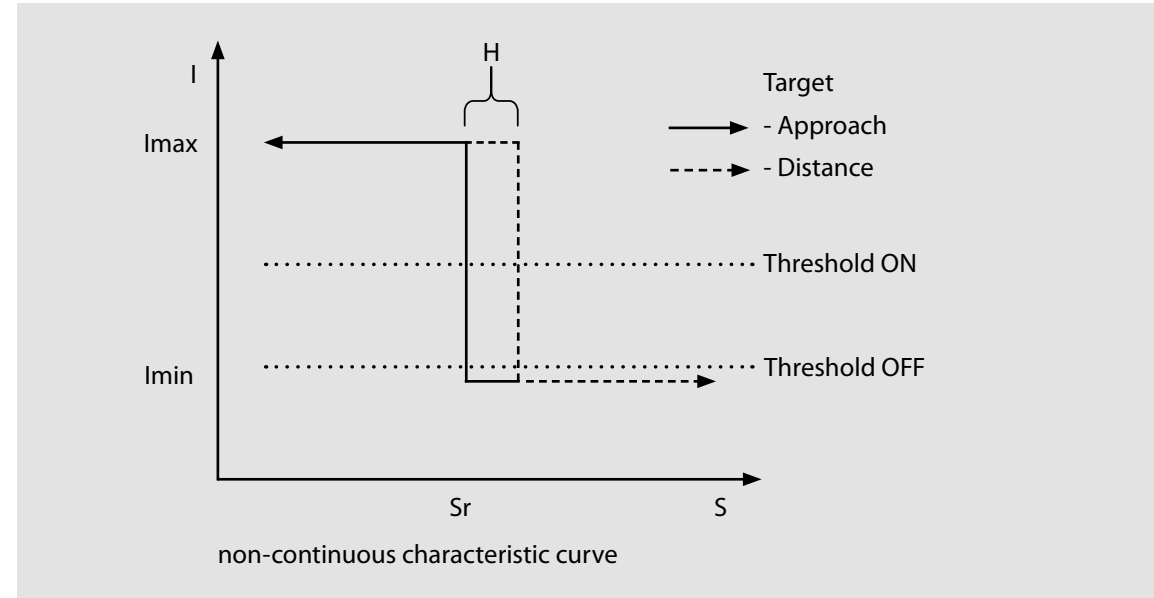 H
I
Target
Imax
- Approach
- Distance
Threshold ON
Imin
Threshold OFF
Sr
S
non-continuous characteristic curve